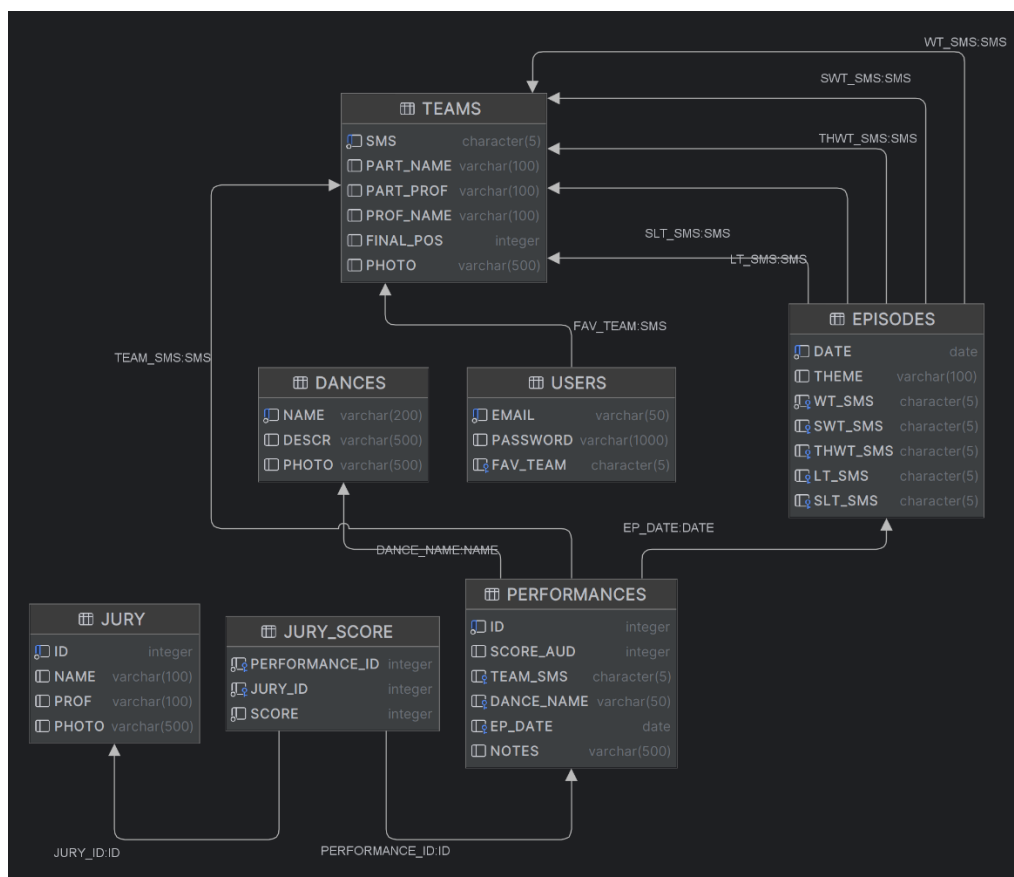 WT_SMS:SMS
SWT_SMS:SMS
THWT_SMS:SMS
SLT_SMS:SMS
LT_SMS:SMS
TEAMS
SMS character(5)
PART_NAME varchar(100)
PART_PROF varchar(100)
PROF_NAME varchar(100)
FINAL_POS integer
PHOTO varchar(500)
EPISODES
DATE date
THEME varchar(100)
WT_SMS character(5)
SWT_SMS character(5)
THWT_SMS character(5)
LT_SMS character(5)
SLT_SMS character(5)
FAV_TEAM:SMS
TEAM_SMS:SMS
DANCES
NAME varchar(200)
DESCR varchar(500)
PHOTO varchar(500)
USERS
EMAIL varchar(50)
PASSWORD varchar(1000)
FAV_TEAM character(5)
EP_DATE:DATE
DANCE_NAME:NAME
JURY
ID integer
NAME varchar(100)
PROF varchar(100)
PHOTO varchar(500)
JURY_SCORE
PERFORMANCE_ID integer
JURY_ID integer
SCORE integer
PERFORMANCES
ID integer
SCORE_AUD integer
TEAM_SMS character(5)
DANCE_NAME varchar(50)
EP_DATE date
NOTES varchar(500)
JURY_ID:ID
PERFORMANCE_ID:ID